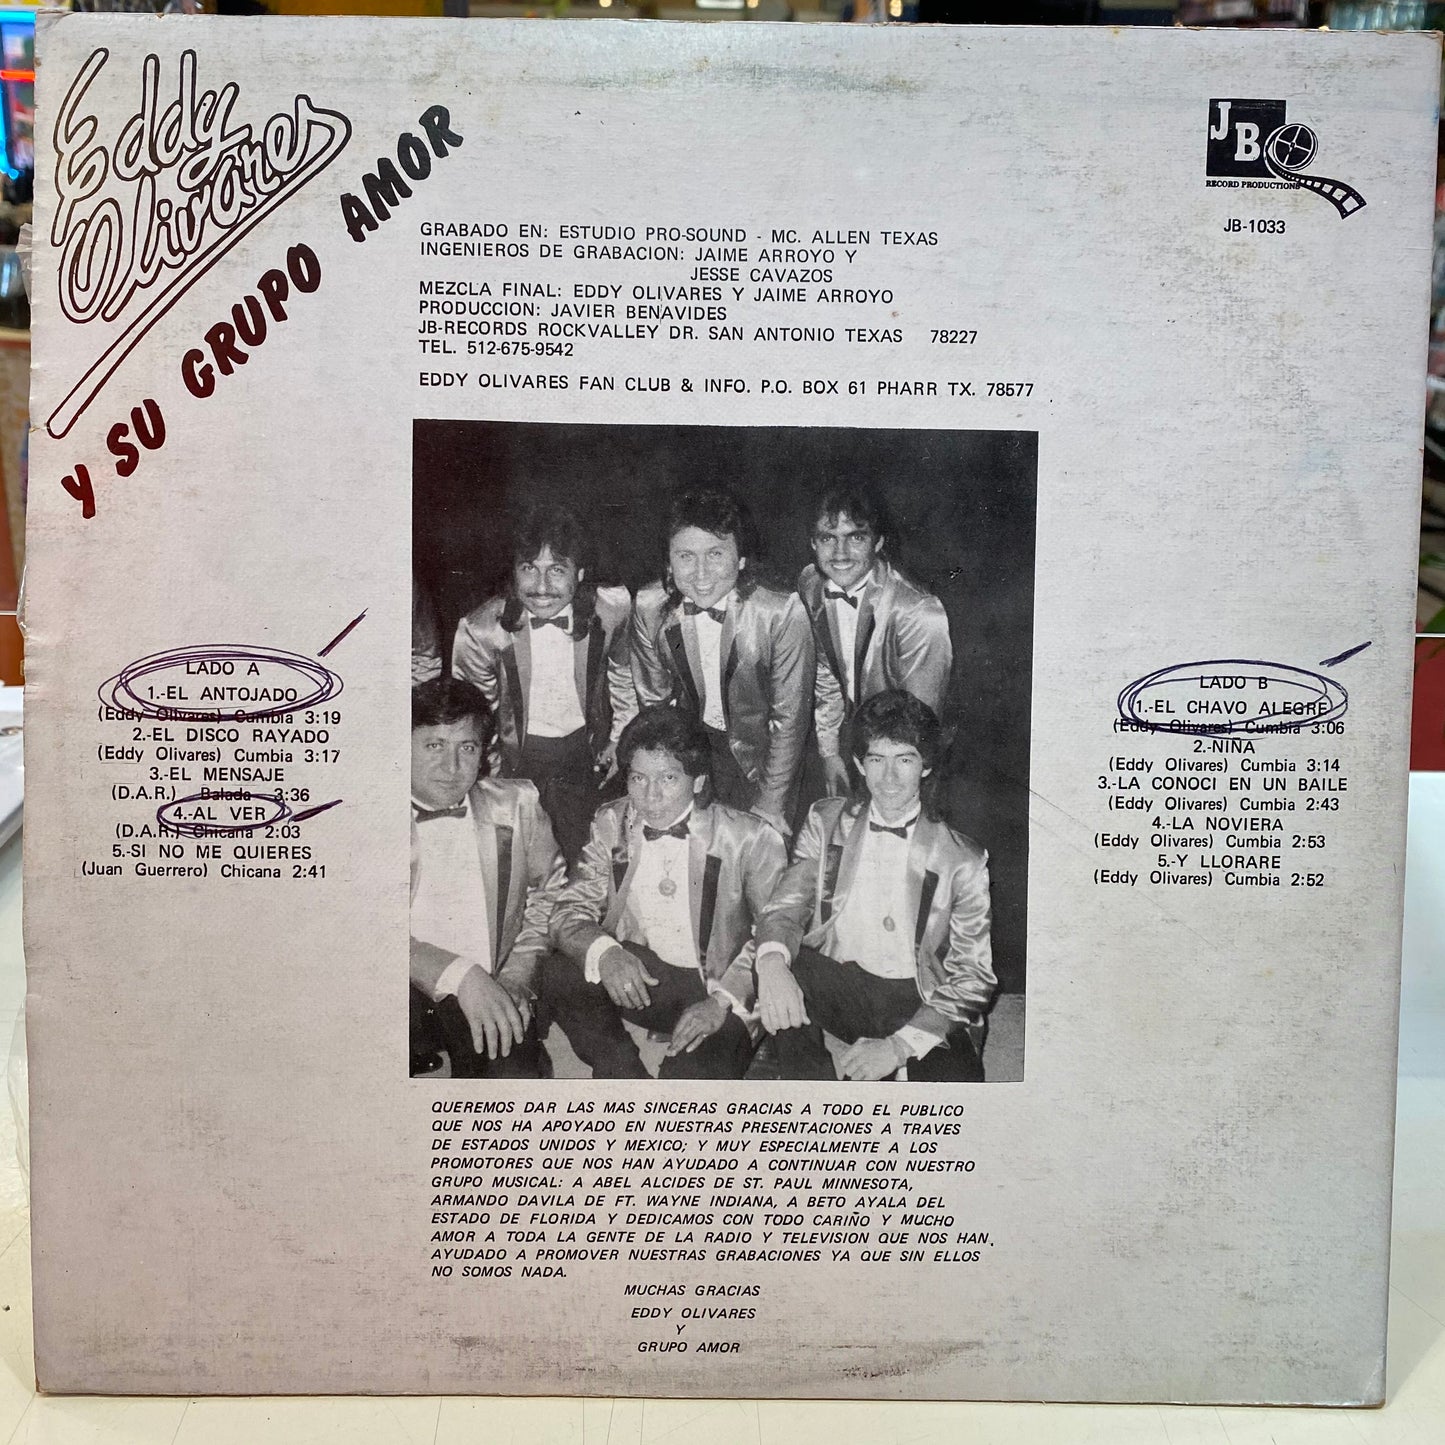 Eddy
Olivares
Y SU GRUPO AMOR
JB
RECORD PRODUCTIONS
JB-1033
GRABADO EN: ESTUDIO PRO-SOUND - MC. ALLEN TEXAS
INGENIEROS DE GRABACION: JAIME ARROYO Y
JESSE CAVAZOS
MEZCLA FINAL: EDDY OLIVARES Y JAIME ARROYO
PRODUCCION: JAVIER BENAVIDES
JB-RECORDS ROCKVALLEY DR. SAN ANTONIO TEXAS 78227
TEL. 512-675-9542
EDDY OLIVARES FAN CLUB & INFO. P.O. BOX 61 PHARR TX. 78577
LADO A
1.-EL ANTOJADO
(Eddy Olivares) Cumbia 3:19
2.-EL DISCO RAYADO
(Eddy Olivares) Cumbia 3:17
3.-EL MENSAJE
(D.A.R.) Balada 3:36
4.-AL VER
(D.A.R.) Chicana 2:03
5.-SI NO ME QUIERES
(Juan Guerrero) Chicana 2:41
LADO B
1.-EL CHAVO ALEGRE
(Eddy Olivares) Cumbia 3:06
2.-NIÑA
(Eddy Olivares) Cumbia 3:14
3.-LA CONOCI EN UN BAILE
(Eddy Olivares) Cumbia 2:43
4.-LA NOVIERA
(Eddy Olivares) Cumbia 2:53
5.-Y LLORARE
(Eddy Olivares) Cumbia 2:52
QUEREMOS DAR LAS MAS SINCERAS GRACIAS A TODO EL PUBLICO
QUE NOS HA APOYADO EN NUESTRAS PRESENTACIONES A TRAVES
DE ESTADOS UNIDOS Y MEXICO; Y MUY ESPECIALMENTE A LOS
PROMOTORES QUE NOS HAN AYUDADO A CONTINUAR CON NUESTRO
GRUPO MUSICAL: A ABEL ALCIDES DE ST. PAUL MINNESOTA,
ARMANDO DAVILA DE FT. WAYNE INDIANA, A BETO AYALA DEL
ESTADO DE FLORIDA Y DEDICAMOS CON TODO CARIÑO Y MUCHO
AMOR A TODA LA GENTE DE LA RADIO Y TELEVISION QUE NOS HAN
AYUDADO A PROMOVER NUESTRAS GRABACIONES YA QUE SIN ELLOS
NO SOMOS NADA.
MUCHAS GRACIAS
EDDY OLIVARES
Y
GRUPO AMOR